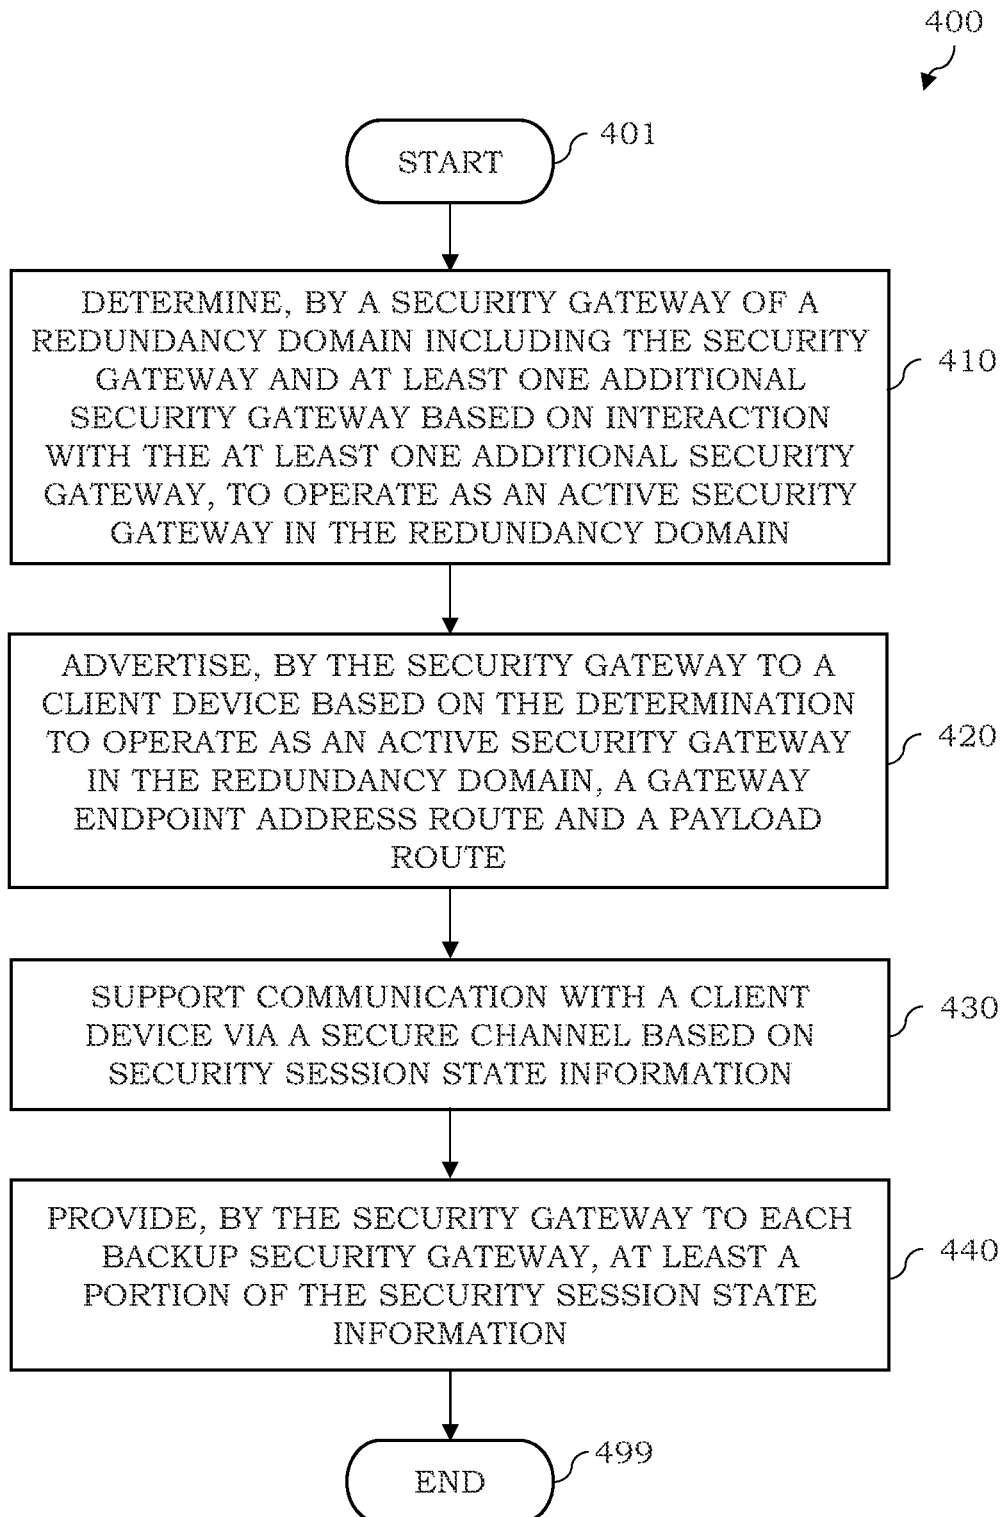 400
START
401
DETERMINE, BY A SECURITY GATEWAY OF A
REDUNDANCY DOMAIN INCLUDING THE SECURITY
GATEWAY AND AT LEAST ONE ADDITIONAL
SECURITY GATEWAY BASED ON INTERACTION
WITH THE AT LEAST ONE ADDITIONAL SECURITY
GATEWAY, TO OPERATE AS AN ACTIVE SECURITY
GATEWAY IN THE REDUNDANCY DOMAIN
410
ADVERTISE, BY THE SECURITY GATEWAY TO A
CLIENT DEVICE BASED ON THE DETERMINATION
TO OPERATE AS AN ACTIVE SECURITY GATEWAY
IN THE REDUNDANCY DOMAIN, A GATEWAY
ENDPOINT ADDRESS ROUTE AND A PAYLOAD
ROUTE
420
SUPPORT COMMUNICATION WITH A CLIENT
DEVICE VIA A SECURE CHANNEL BASED ON
SECURITY SESSION STATE INFORMATION
430
PROVIDE, BY THE SECURITY GATEWAY TO EACH
BACKUP SECURITY GATEWAY, AT LEAST A
PORTION OF THE SECURITY SESSION STATE
INFORMATION
440
END
499